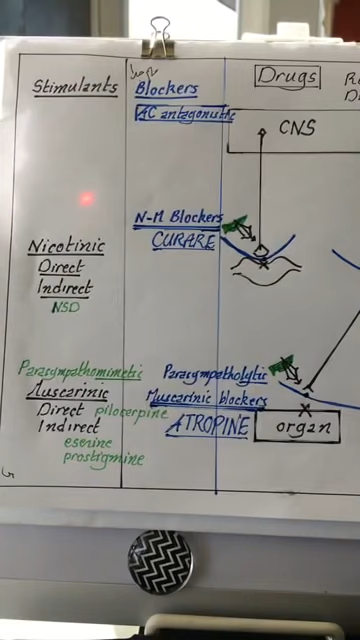 Stimulants
Blockers
AC antagonistic
Drugs
CNS
N-M Blockers
CURARE
Nicotinic
Direct
Indirect
NSD
Parasympathomimetic
Muscarinic
Direct pilocarpine
Indirect
eserine
prostigmine
Parasympatholytic
Muscarinic blockers
ATROPINE
organ